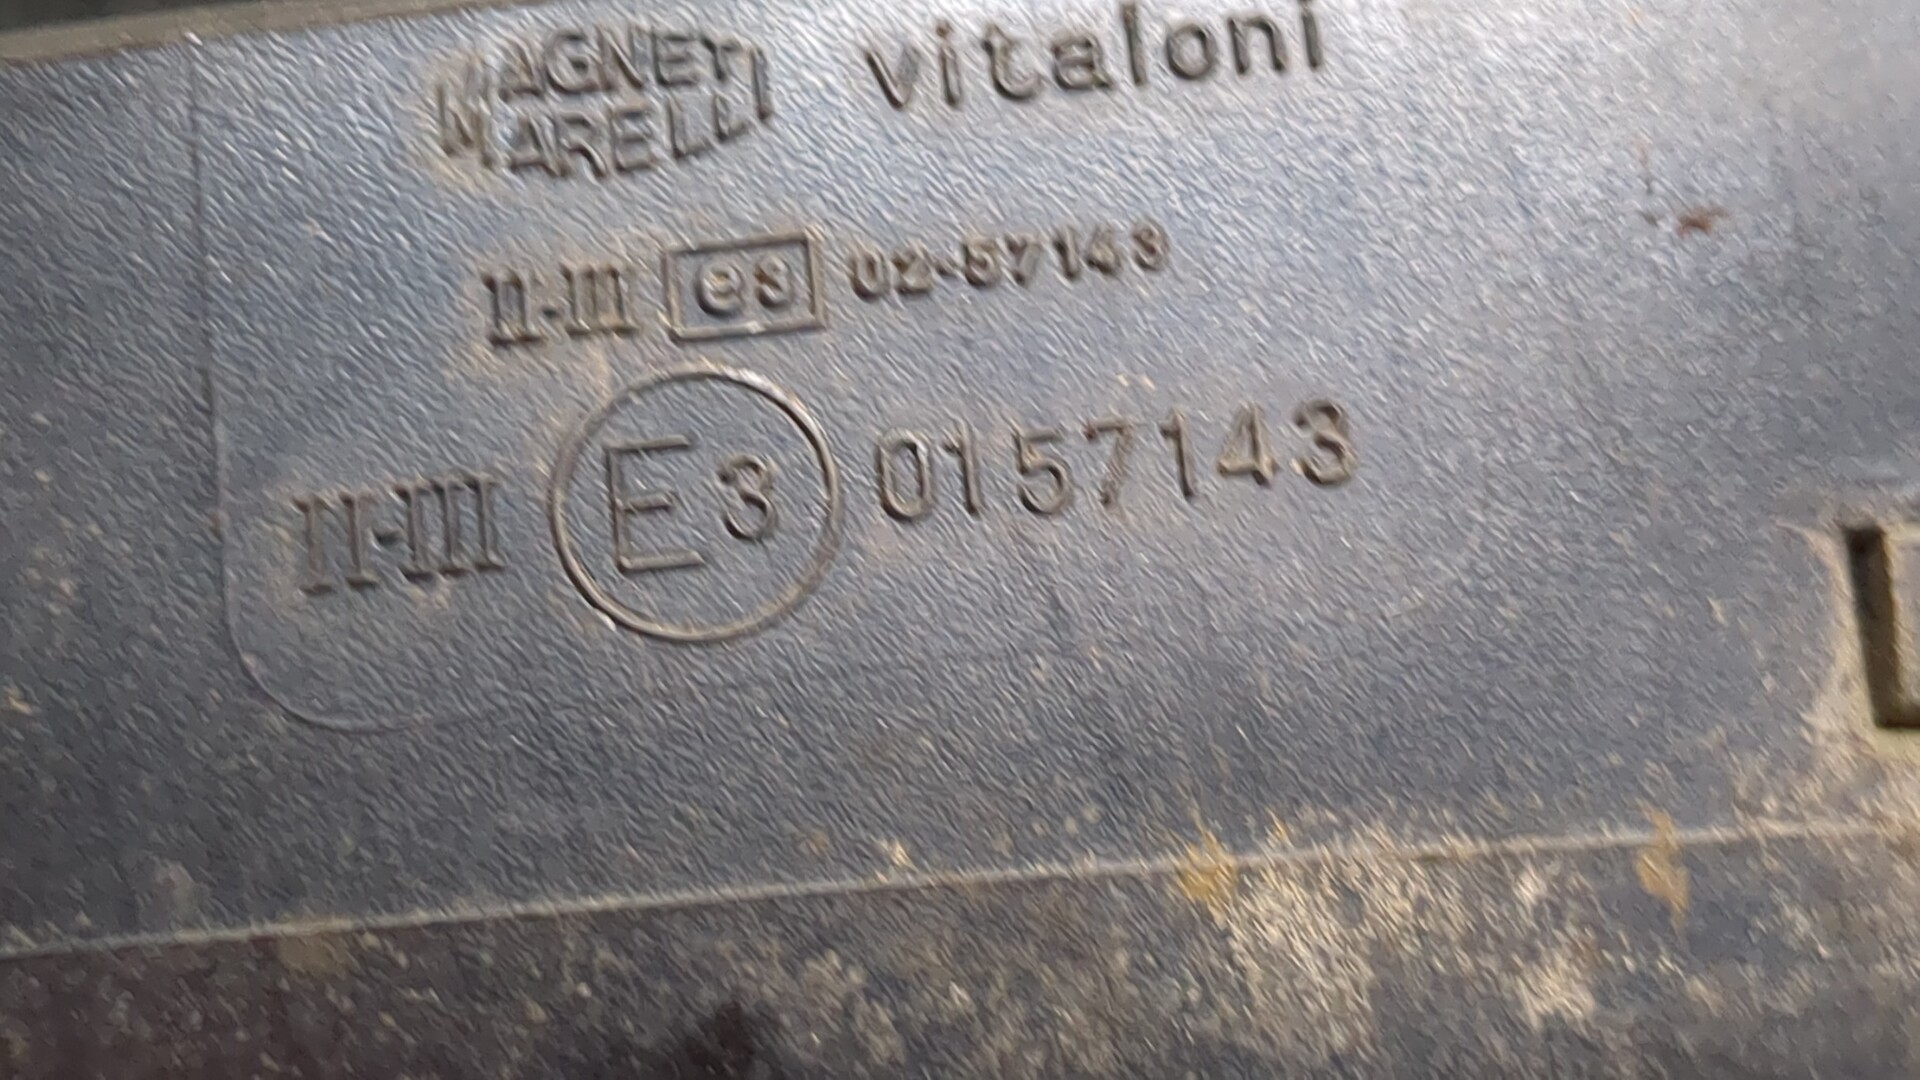 MAGNETI MARELLI vitaloni
II-III e3 02-57143
II-III E3 0157143